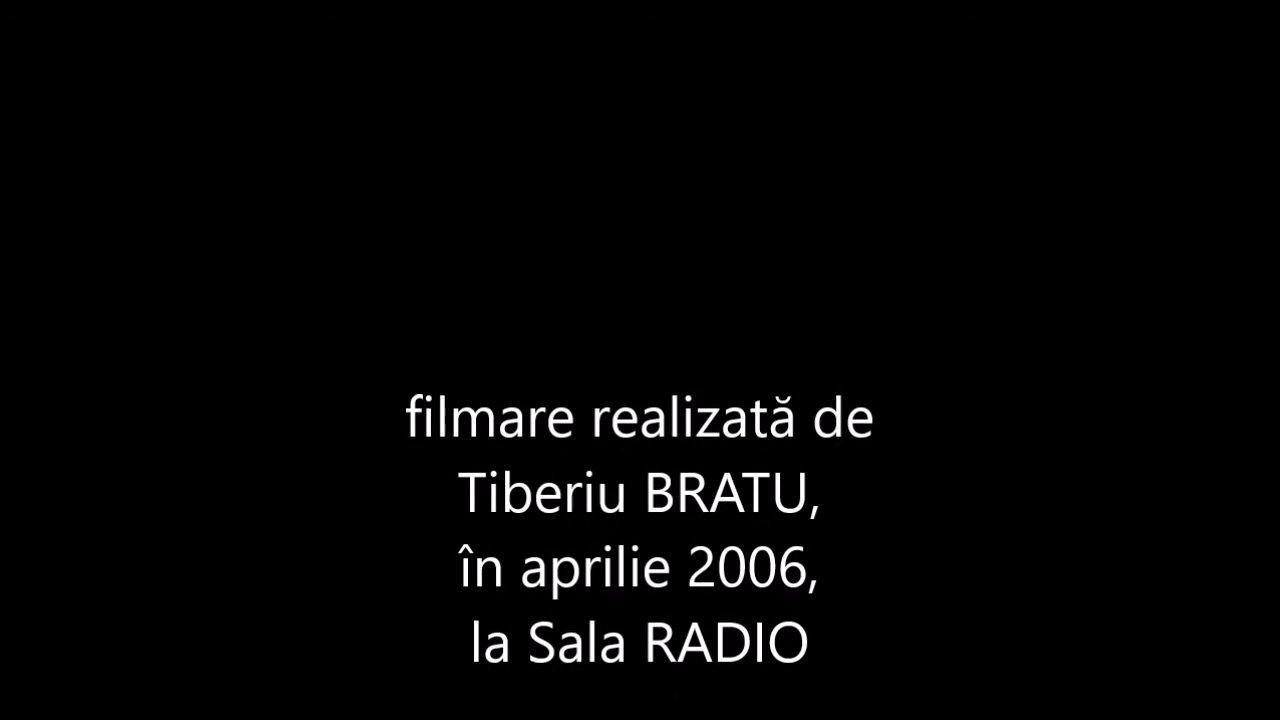 filmare realizată de
Tiberiu BRATU,
în aprilie 2006,
la Sala RADIO